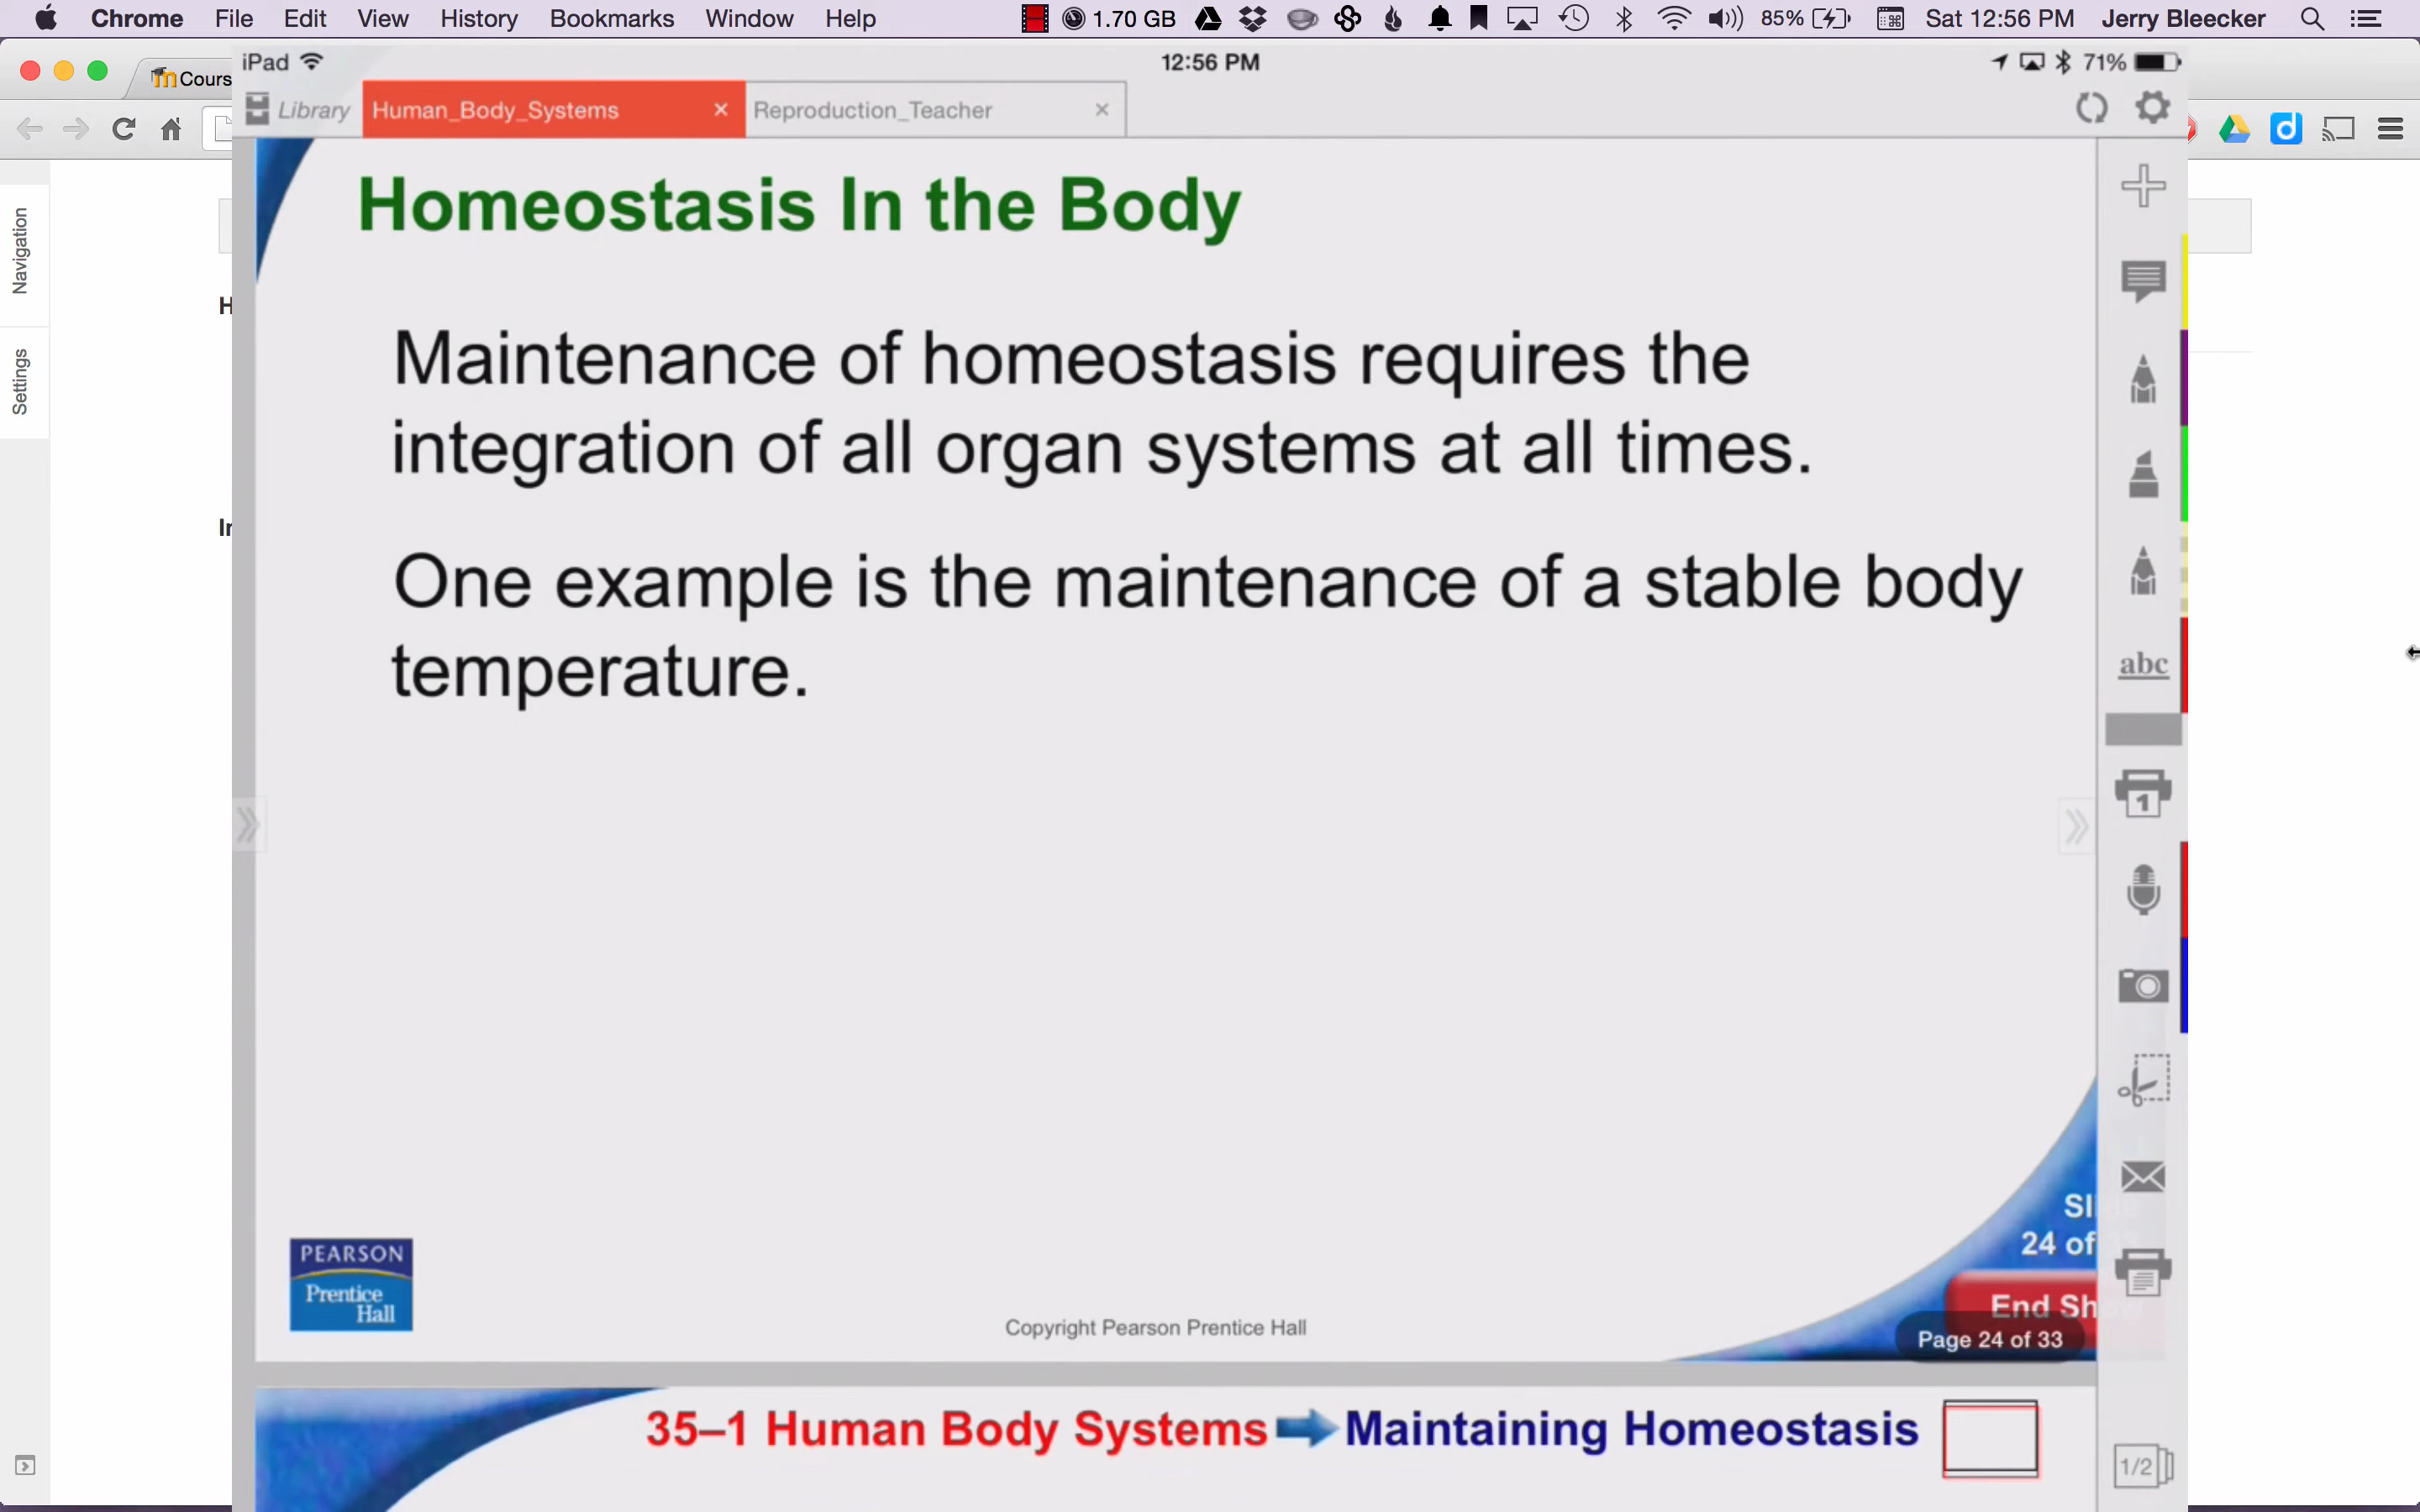 Chrome File Edit View History Bookmarks Window Help 1.70 GB 85% Sat 12:56 PM Jerry Bleecker
iPad 12:56 PM 71%
Cours
Library Human_Body_Systems × Reproduction_Teacher ×
Navigation
Settings
Homeostasis In the Body
Maintenance of homeostasis requires the
integration of all organ systems at all times.
One example is the maintenance of a stable body
temperature.
abc
1
PEARSON
Prentice
Hall
Copyright Pearson Prentice Hall
24 of
End Sh
Page 24 of 33
35–1 Human Body Systems Maintaining Homeostasis
1/2